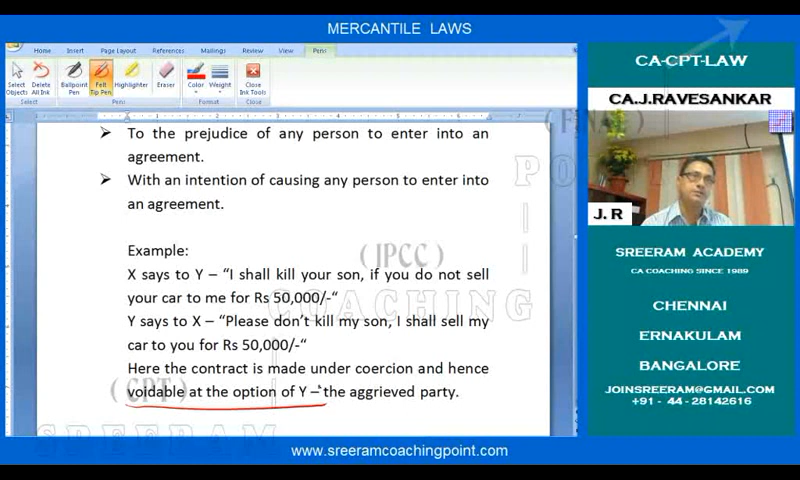 MERCANTILE LAWS
Home Insert Page Layout References Mailings Review View Pens
Select Objects
Delete All Ink
Ballpoint Pen
Felt Tip Pen
Highlighter
Eraser
Color
Weight
Close Ink Tools
Select Pens Format Close
➢ To the prejudice of any person to enter into an
agreement.
➢ With an intention of causing any person to enter into
an agreement.
Example:
X says to Y – “I shall kill your son, if you do not sell
your car to me for Rs 50,000/-“
Y says to X – “Please don’t kill my son, I shall sell my
car to you for Rs 50,000/-“
Here the contract is made under coercion and hence
voidable at the option of Y – the aggrieved party.
(FINAL)
PO
(IPCC)
COACHING
(CPT)
SREERAM
CA-CPT-LAW
CA.J.RAVESANKAR
J. R
SREERAM ACADEMY
CA COACHING SINCE 1989
CHENNAI
ERNAKULAM
BANGALORE
JOINSREERAM@GMAIL.COM
+91 - 44 - 28142616
www.sreeramcoachingpoint.com